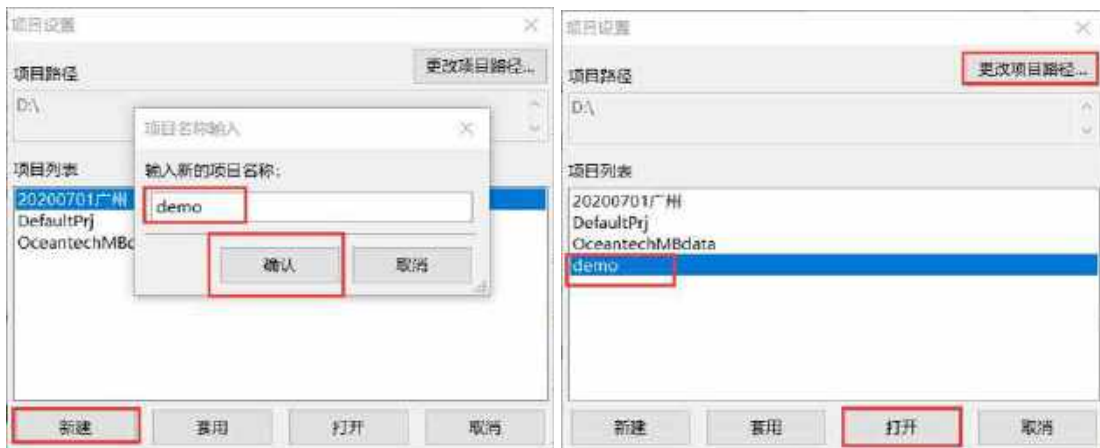 项目设置
项目路径
更改项目路径...
D:\
项目列表
20200701广州
DefaultPrj
OceantechMBd
项目名称输入
输入新的项目名称:
demo
确认
取消
新建
套用
打开
取消
项目设置
项目路径
更改项目路径...
D:\
项目列表
20200701广州
DefaultPrj
OceantechMBdata
demo
新建
套用
打开
取消